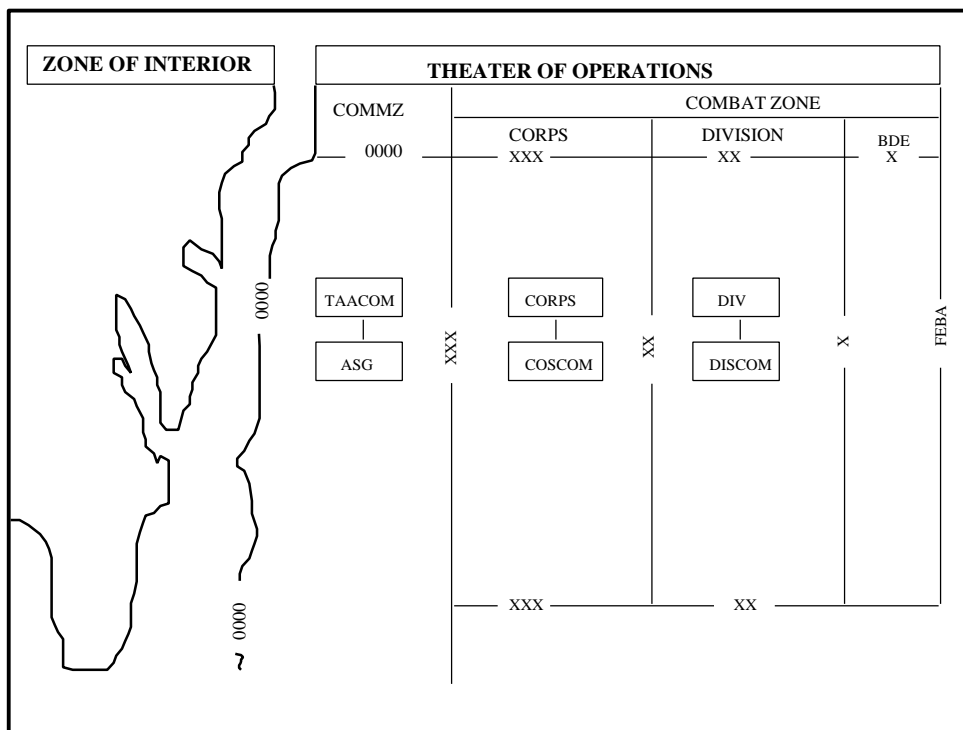 ZONE OF INTERIOR
THEATER OF OPERATIONS
COMMZ
COMBAT ZONE
CORPS
DIVISION
BDE
0000
XXX
XX
X
0000
TAACOM
CORPS
DIV
XXX
XX
X
FEBA
ASG
COSCOM
DISCOM
0000
XXX
XX